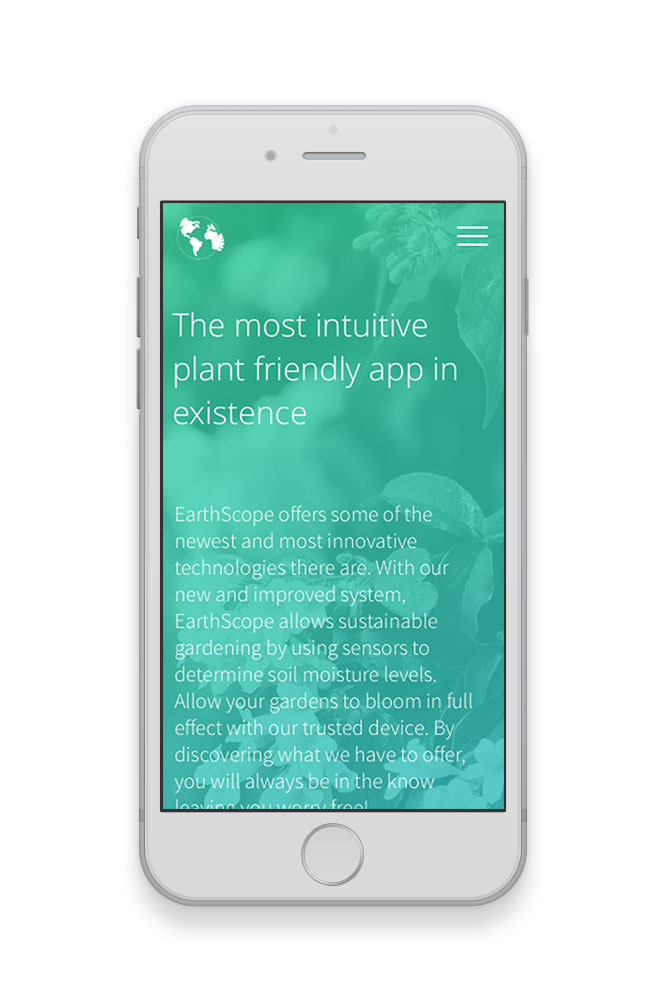 The most intuitive
plant friendly app in
existence
EarthScope offers some of the
newest and most innovative
technologies there are. With our
new and improved system,
EarthScope allows sustainable
gardening by using sensors to
determine soil moisture levels,
Allow your gardens to bloom in full
effect with our trusted device. By
discovering what we have to offer,
you will always be in the know
leaving you worry free!